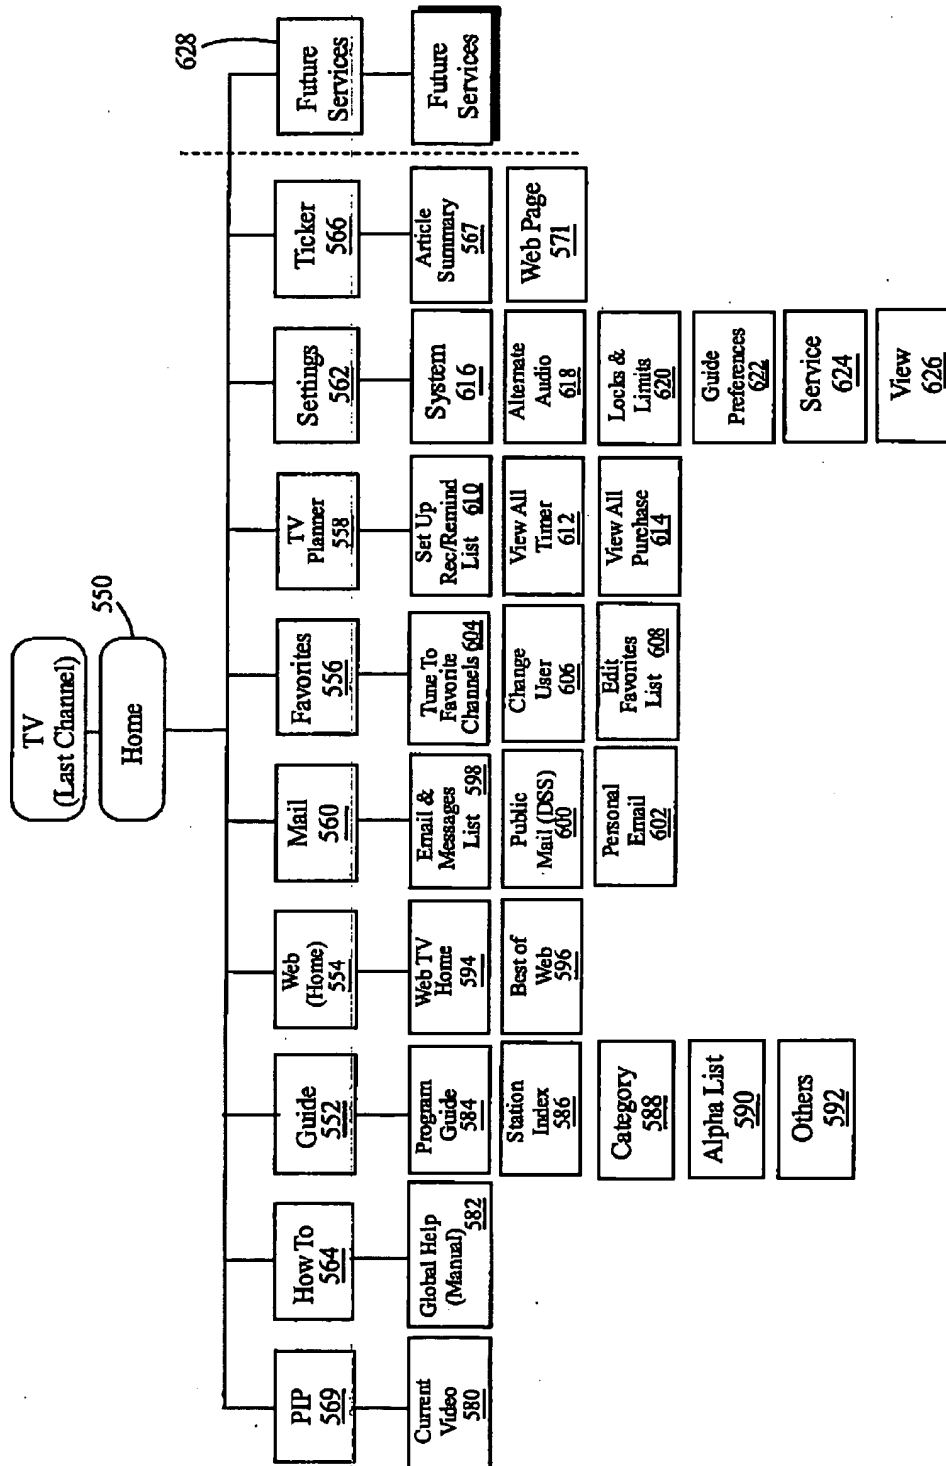 TV
(Last Channel)
Home
550
PIP
569
How To
564
Guide
552
Web
(Home)
554
Mail
560
Favorites
556
TV
Planner
558
Settings
562
Ticker
566
Future
Services
628
Current
Video
580
Global Help
(Manual)
582
Program
Guide
584
Station
Index
586
Category
588
Alpha List
590
Others
592
Web TV
Home
594
Best of
Web
596
Email &
Messages
List 598
Public
Mail (DSS)
600
Personal
Email
602
Tune To
Favorite
Channels 604
Change
User
606
Edit
Favorites
List 608
Set Up
Rec/Remind
List 610
View All
Timer
612
View All
Purchase
614
System
616
Alternate
Audio
618
Locks &
Limits
620
Guide
Preferences
622
Service
624
View
626
Article
Summary
567
Web Page
571
Future
Services